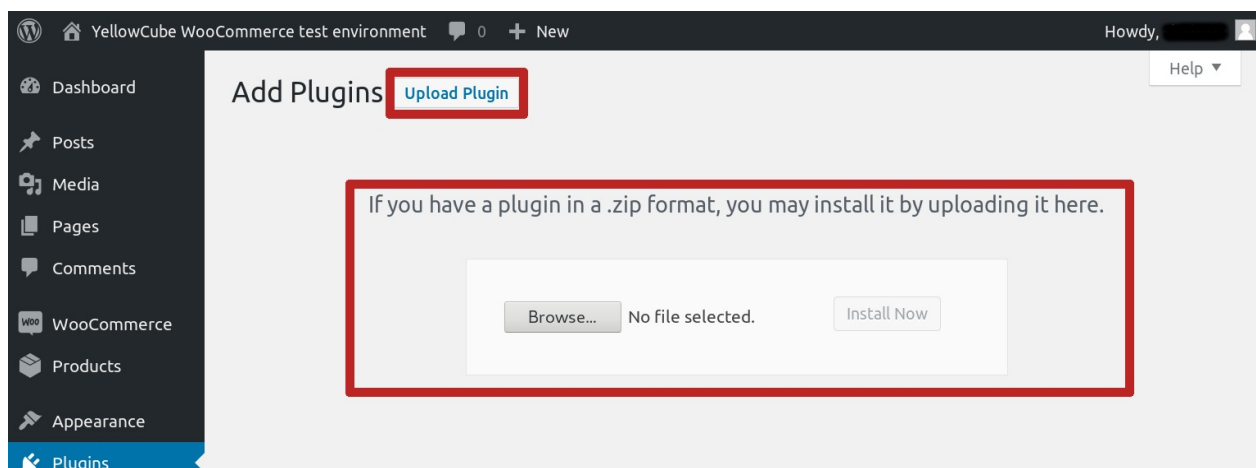 YellowCube WooCommerce test environment 0 + New Howdy,
Help ▼
Dashboard
Add Plugins Upload Plugin
Posts
Media
If you have a plugin in a .zip format, you may install it by uploading it here.
Pages
Comments
Browse... No file selected. Install Now
Woo WooCommerce
Products
Appearance
Plugins